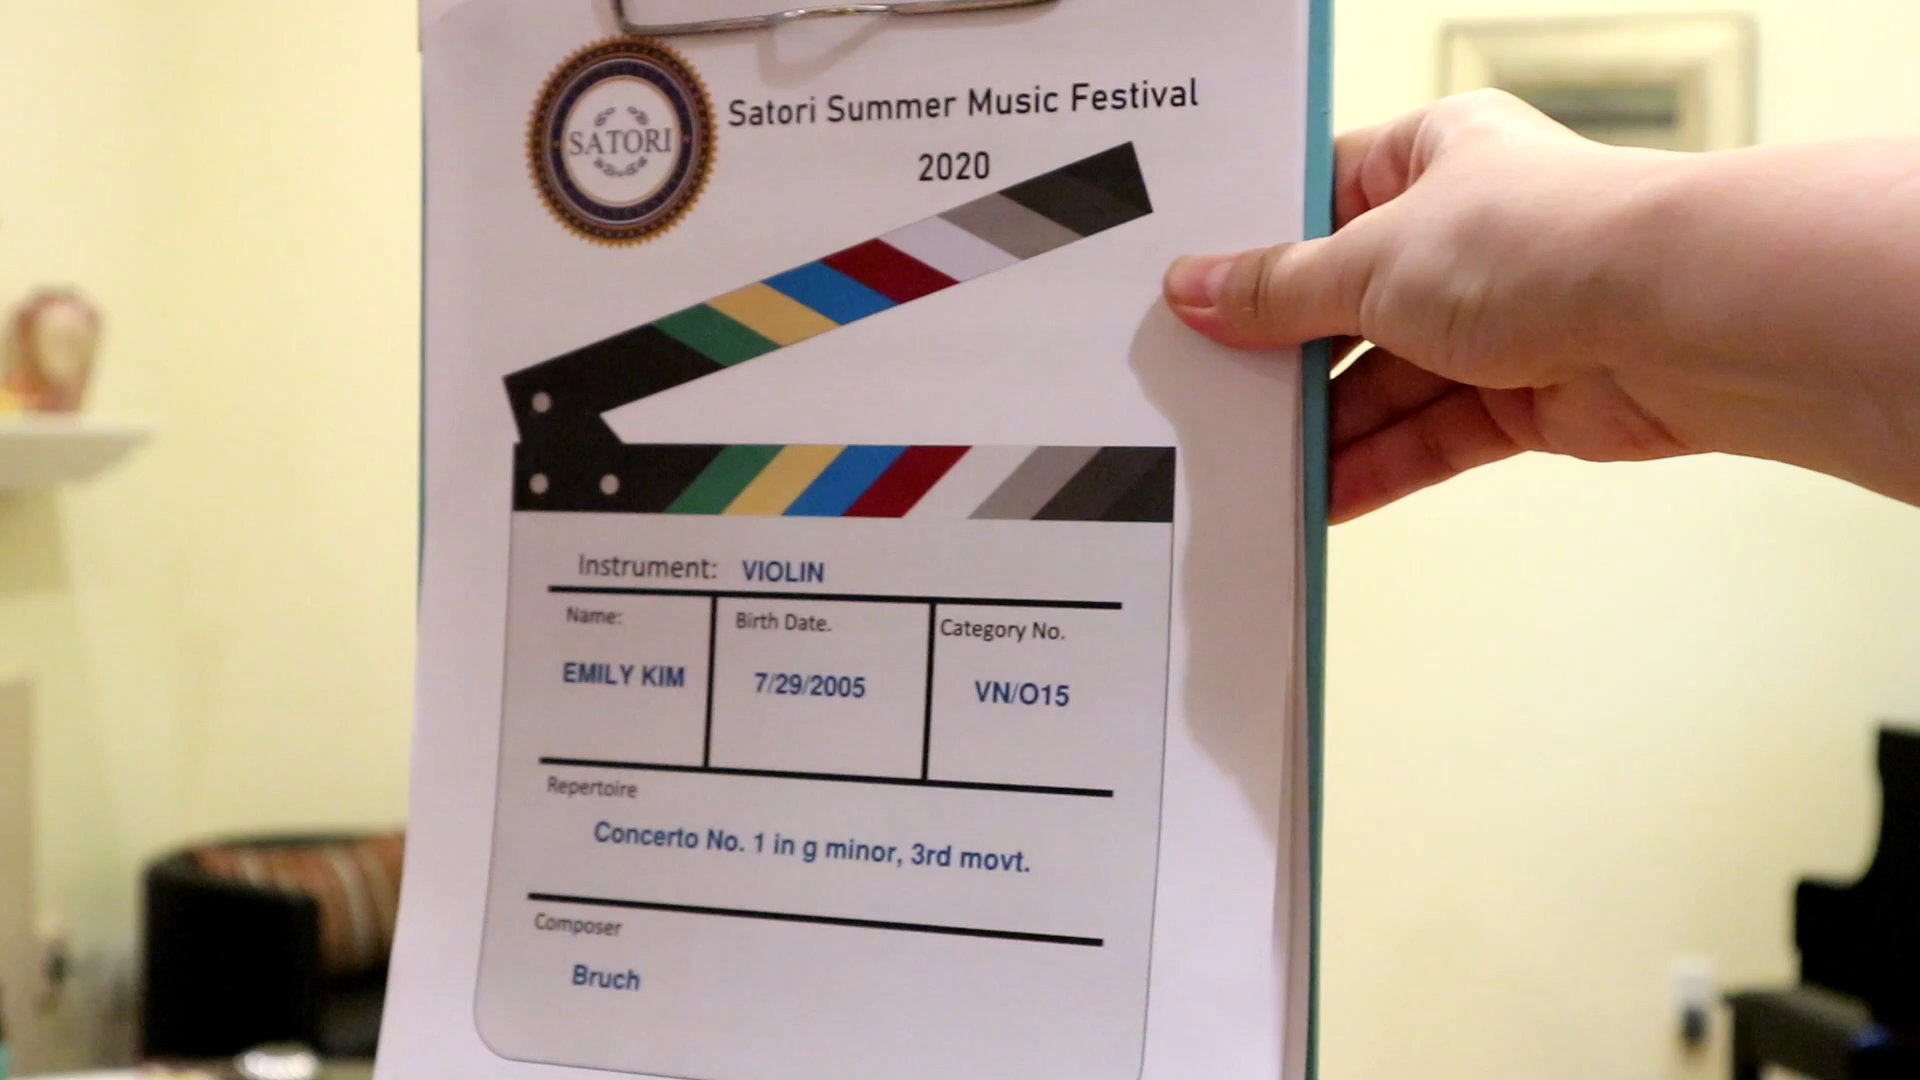 SATORI
Satori Summer Music Festival
2020
Instrument: VIOLIN
Name:
EMILY KIM
Birth Date.
7/29/2005
Category No.
VN/O15
Repertoire
Concerto No. 1 in g minor, 3rd movt.
Composer
Bruch